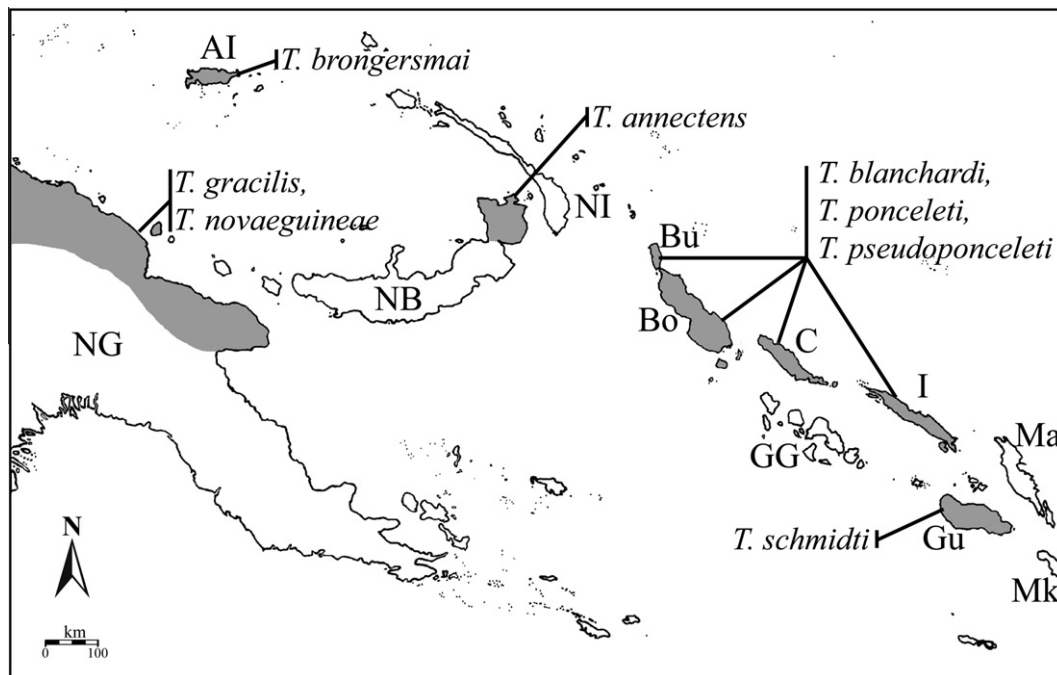 AI
T. brongersmai
T. annectens
T. gracilis,
T. novaeguineae
T. blanchardi,
T. ponceleti,
T. pseudoponceleti
NI
Bu
NB
Bo
NG
C
I
GG
Ma
T. schmidti
Gu
N
Mk
km
0 100